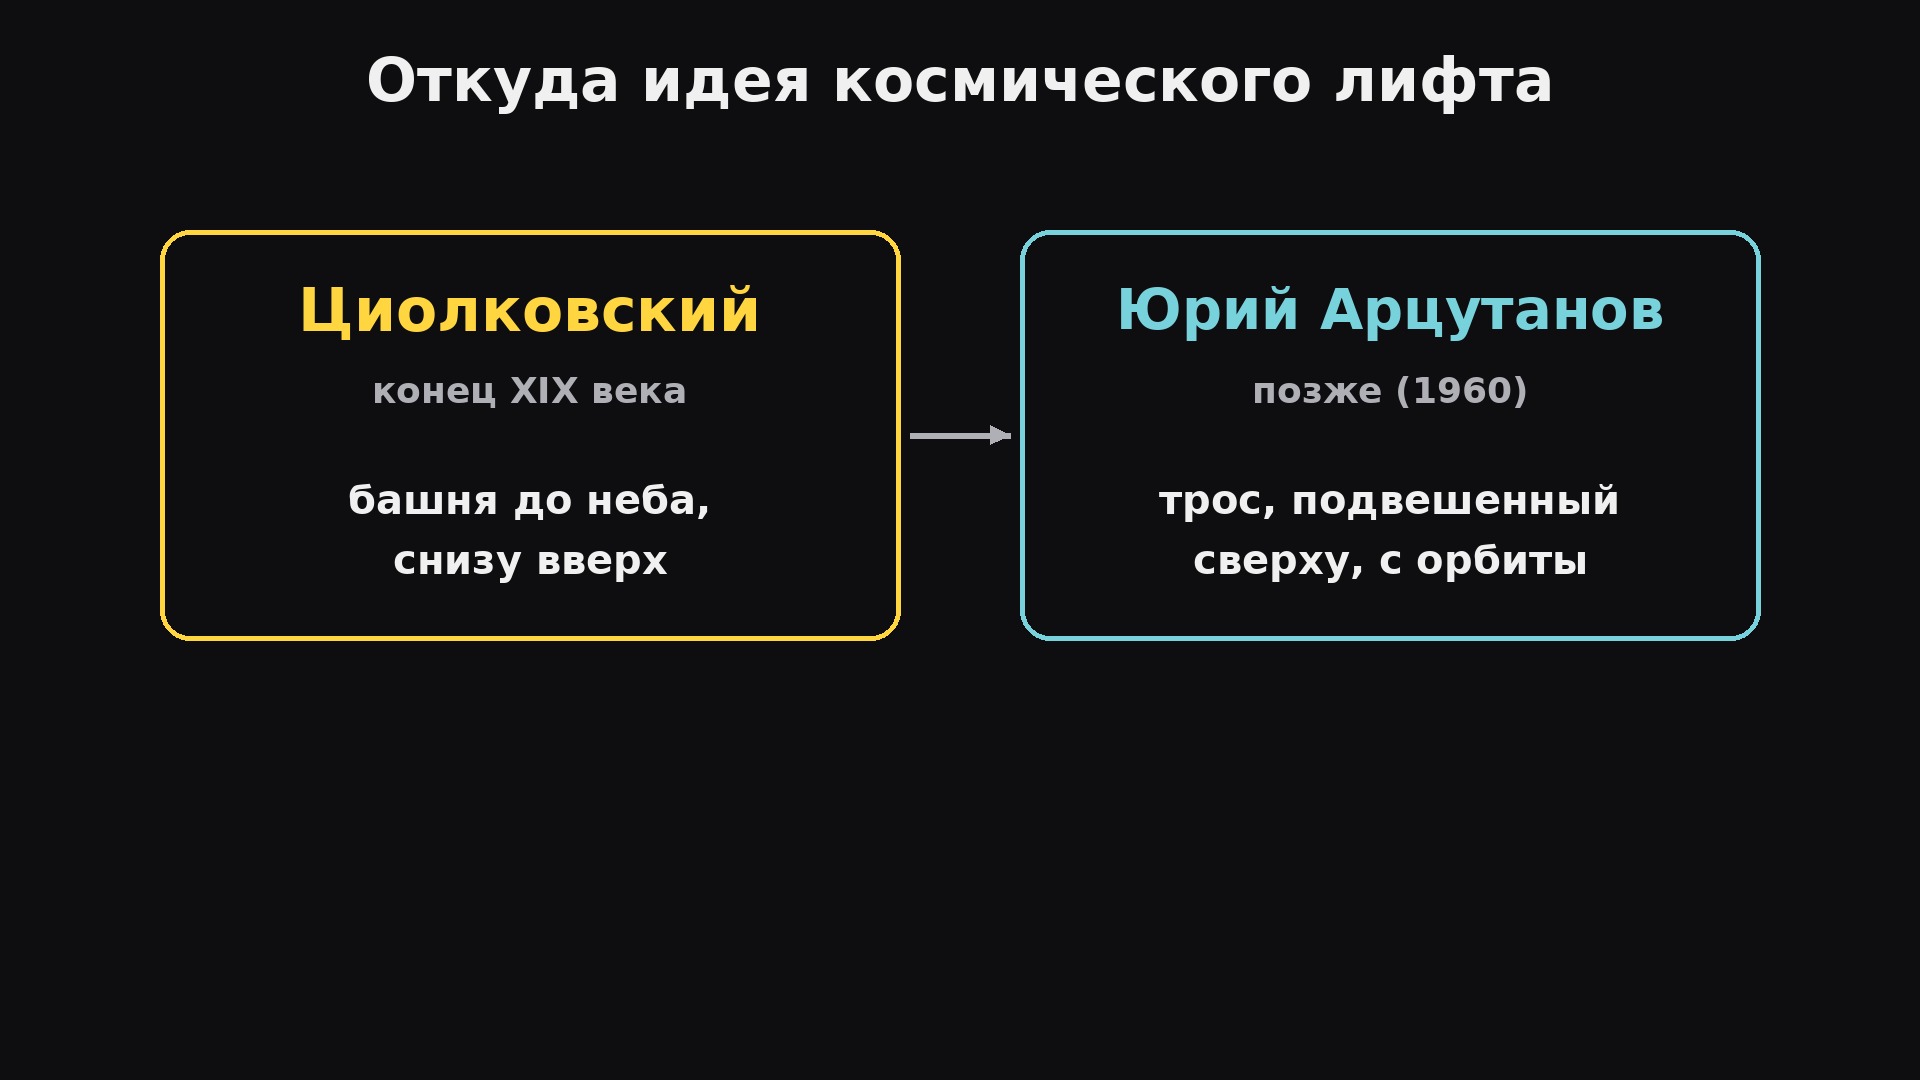 Откуда идея космического лифта
Циолковский
конец XIX века
башня до неба,
снизу вверх
Юрий Арцутанов
позже (1960)
трос, подвешенный
сверху, с орбиты